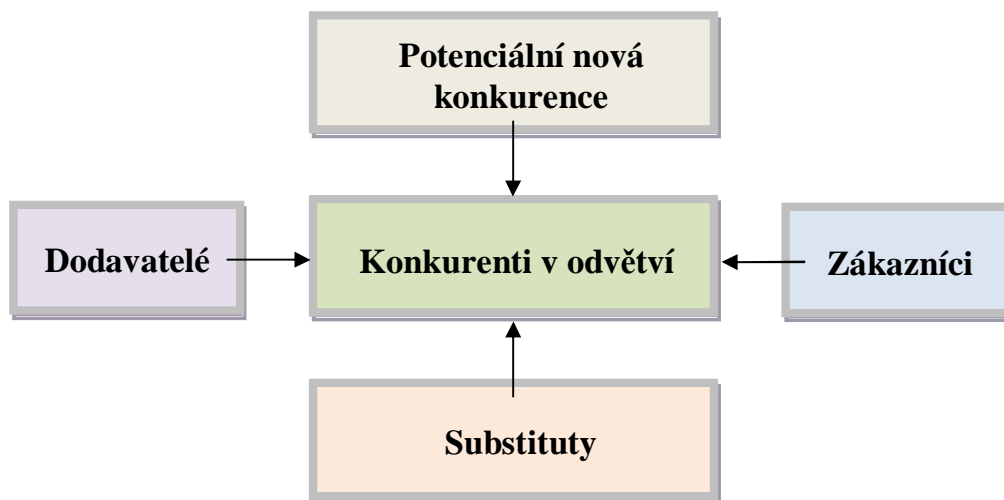 Potenciální nová
konkurence
Dodavatelé
Konkurenti v odvětví
Zákazníci
Substituty